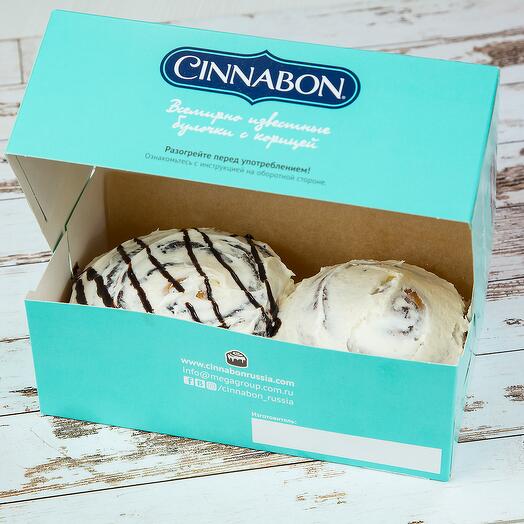 CINNABON®
Всемирно известные
булочки с корицей
Разогрейте перед употреблением!
Ознакомьтесь с инструкцией на оборотной стороне.
www.cinnabonrussia.com
info@megagroup.com.ru
/cinnabon_russia
Изготовитель: